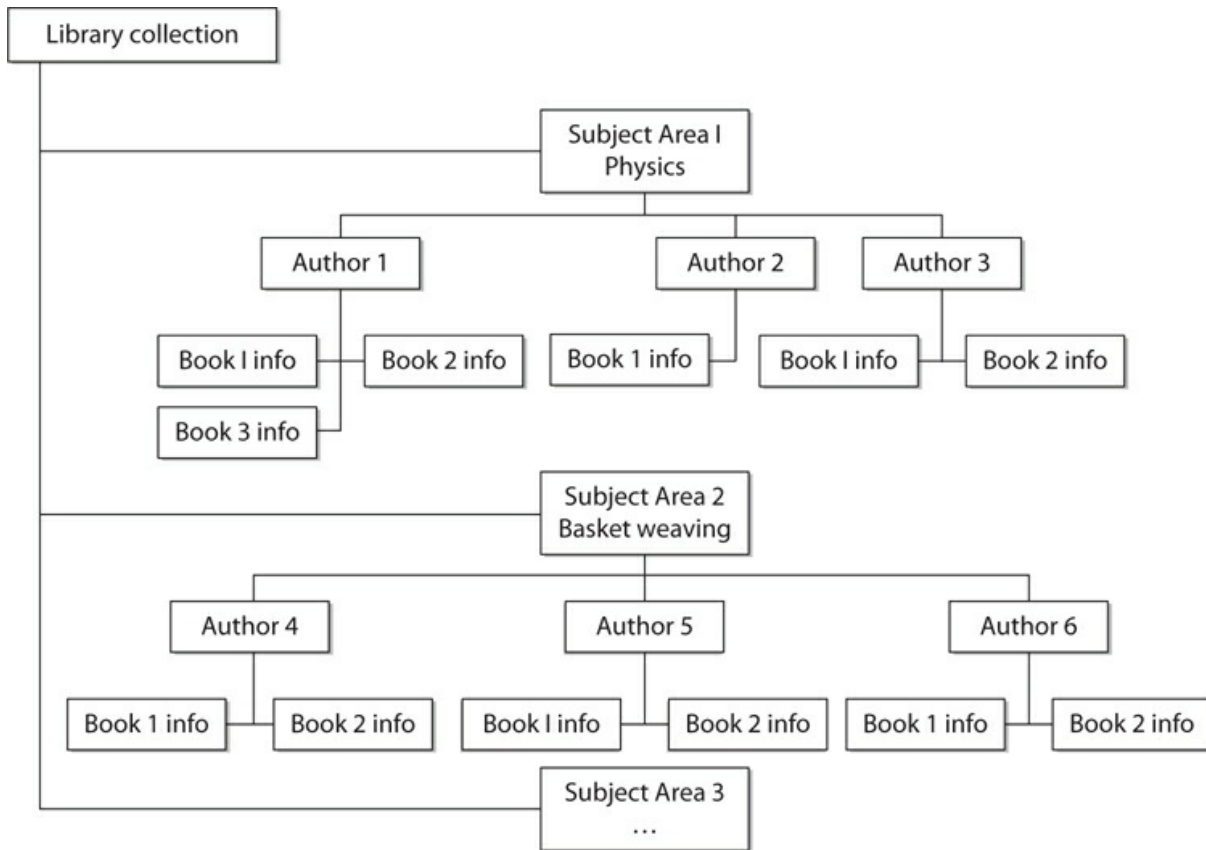 Library collection
Subject Area I
Physics
Author 1
Author 2
Author 3
Book I info
Book 2 info
Book 1 info
Book I info
Book 2 info
Book 3 info
Subject Area 2
Basket weaving
Author 4
Author 5
Author 6
Book 1 info
Book 2 info
Book I info
Book 2 info
Book 1 info
Book 2 info
Subject Area 3
...